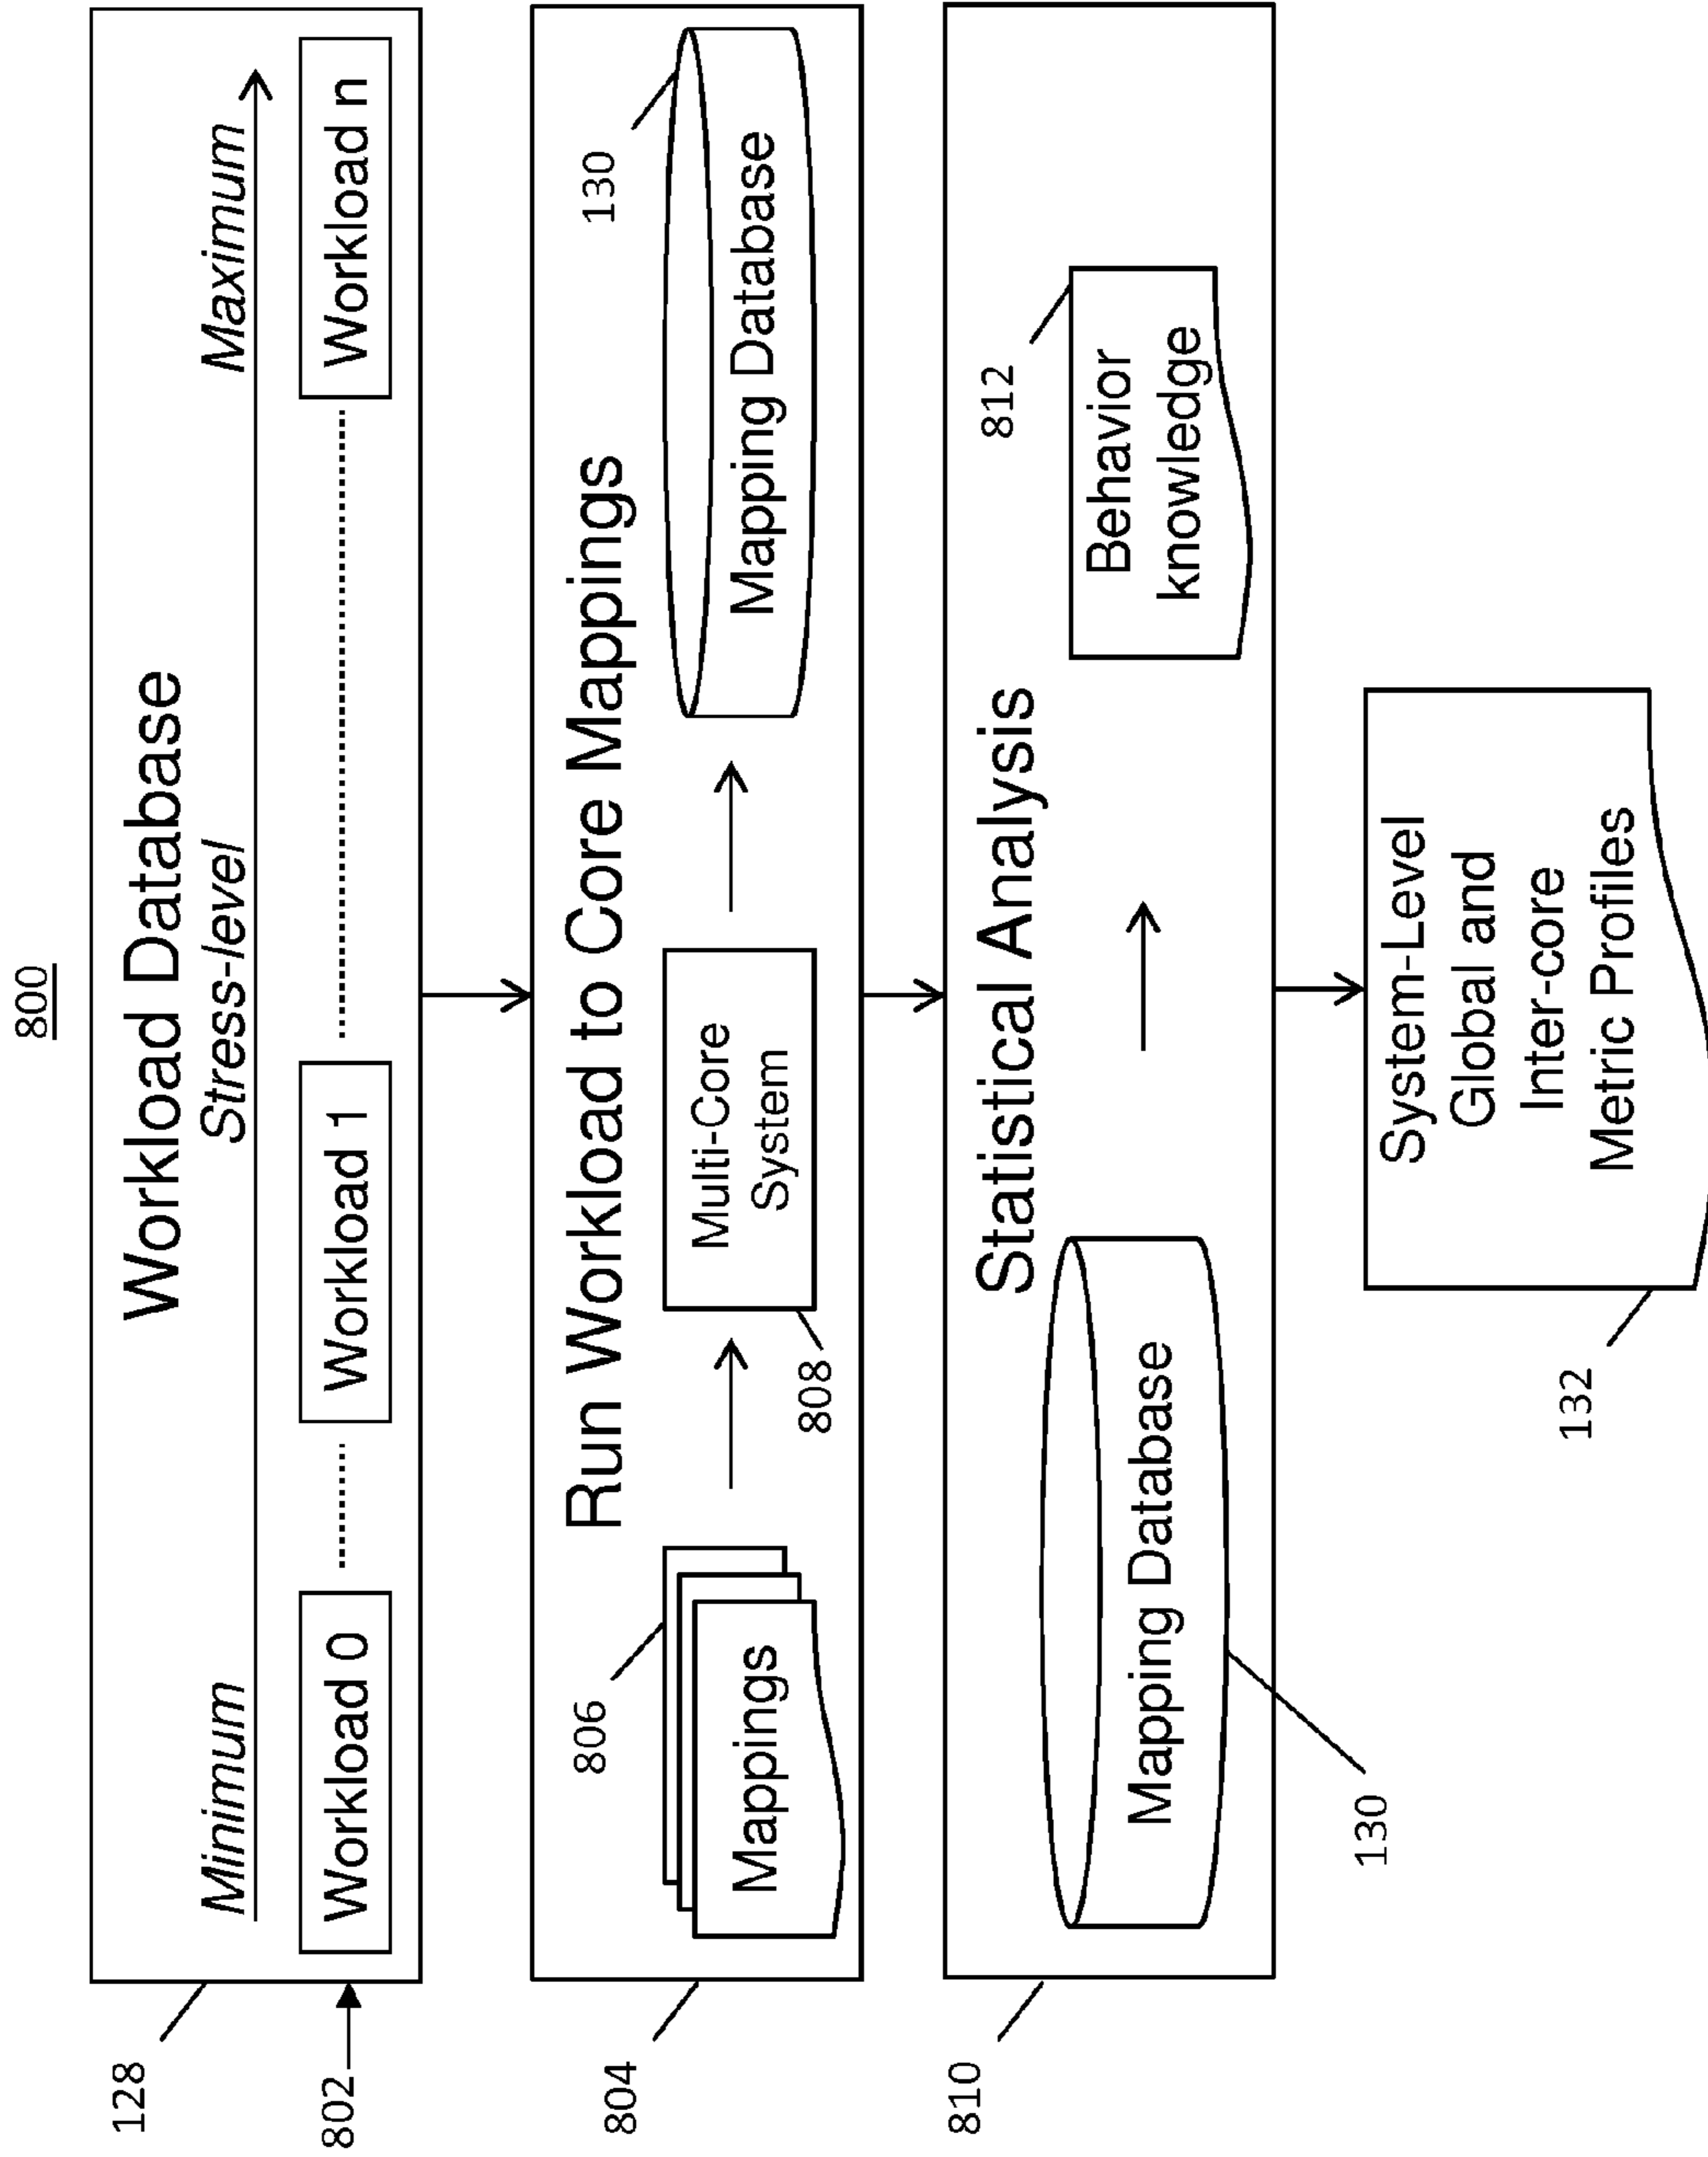 800
Workload Database
Minimum
Stress-level
Maximum
Workload 0
Workload 1
Workload n
128
802
Run Workload to Core Mappings
806
130
Mappings
Multi-Core
System
Mapping Database
808
804
Statistical Analysis
812
Mapping Database
Behavior
knowledge
810
130
System-Level
Global and
Inter-core
Metric Profiles
132